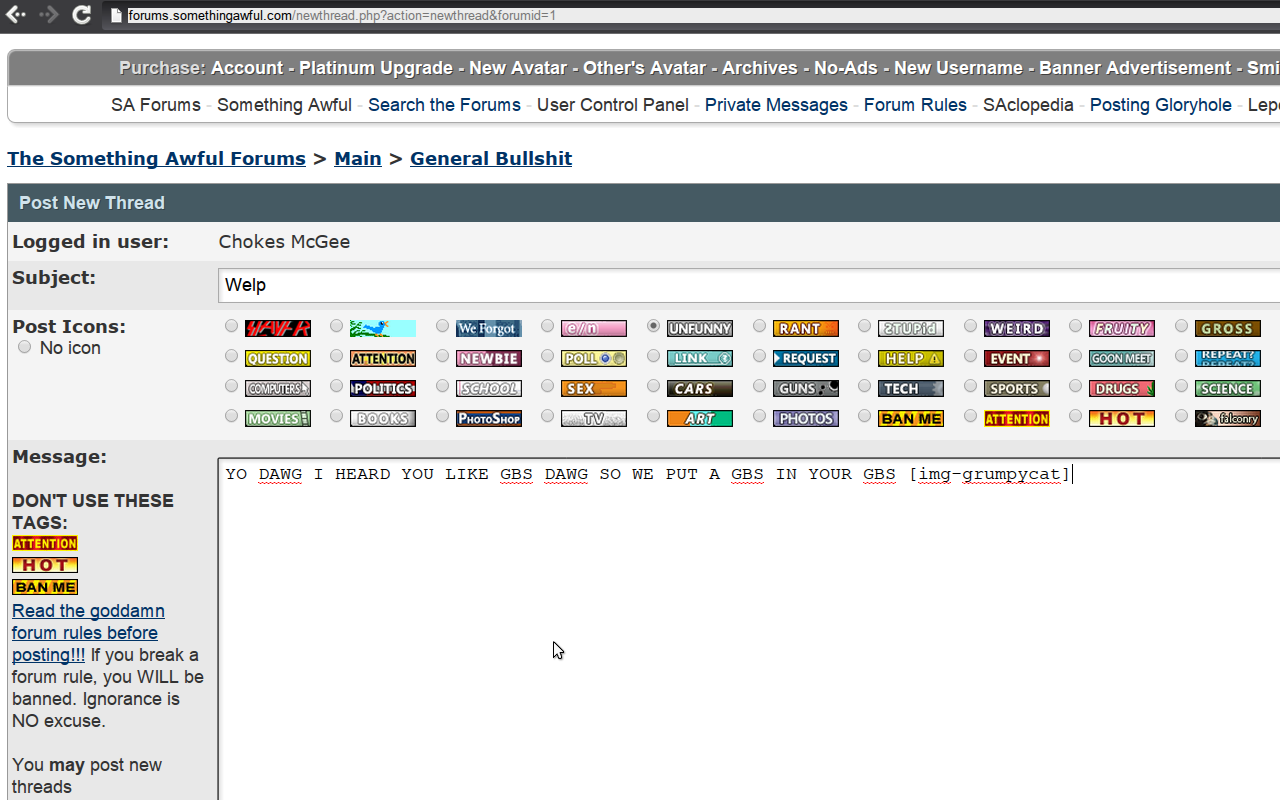 forums.somethingawful.com/newthread.php?action=newthread&forumid=1
Purchase: Account - Platinum Upgrade - New Avatar - Other's Avatar - Archives - No-Ads - New Username - Banner Advertisement - Smi
SA Forums - Something Awful - Search the Forums - User Control Panel - Private Messages - Forum Rules - SAclopedia - Posting Gloryhole - Lepe
The Something Awful Forums > Main > General Bullshit
Post New Thread
Logged in user: Chokes McGee
Subject: Welp
Post Icons:
We Forgot e/n UNFUNNY RANT STUPid WEIRD FRUITY GROSS
No icon
QUESTION ATTENTION NEWBIE POLL LINK REQUEST HELP EVENT GOON MEET REPEAT? REPEAT?
COMPUTERS POLITICS SCHOOL SEX CARS GUNS TECH SPORTS DRUGS SCIENCE
MOVIES BOOKS PHOTOSHOP TV ART PHOTOS BAN ME ATTENTION HOT falconry
Message:
YO DAWG I HEARD YOU LIKE GBS DAWG SO WE PUT A GBS IN YOUR GBS [img-grumpycat]
DON'T USE THESE
TAGS:
ATTENTION
HOT
BAN ME
Read the goddamn
forum rules before
posting!!! If you break a
forum rule, you WILL be
banned. Ignorance is
NO excuse.
You may post new
threads